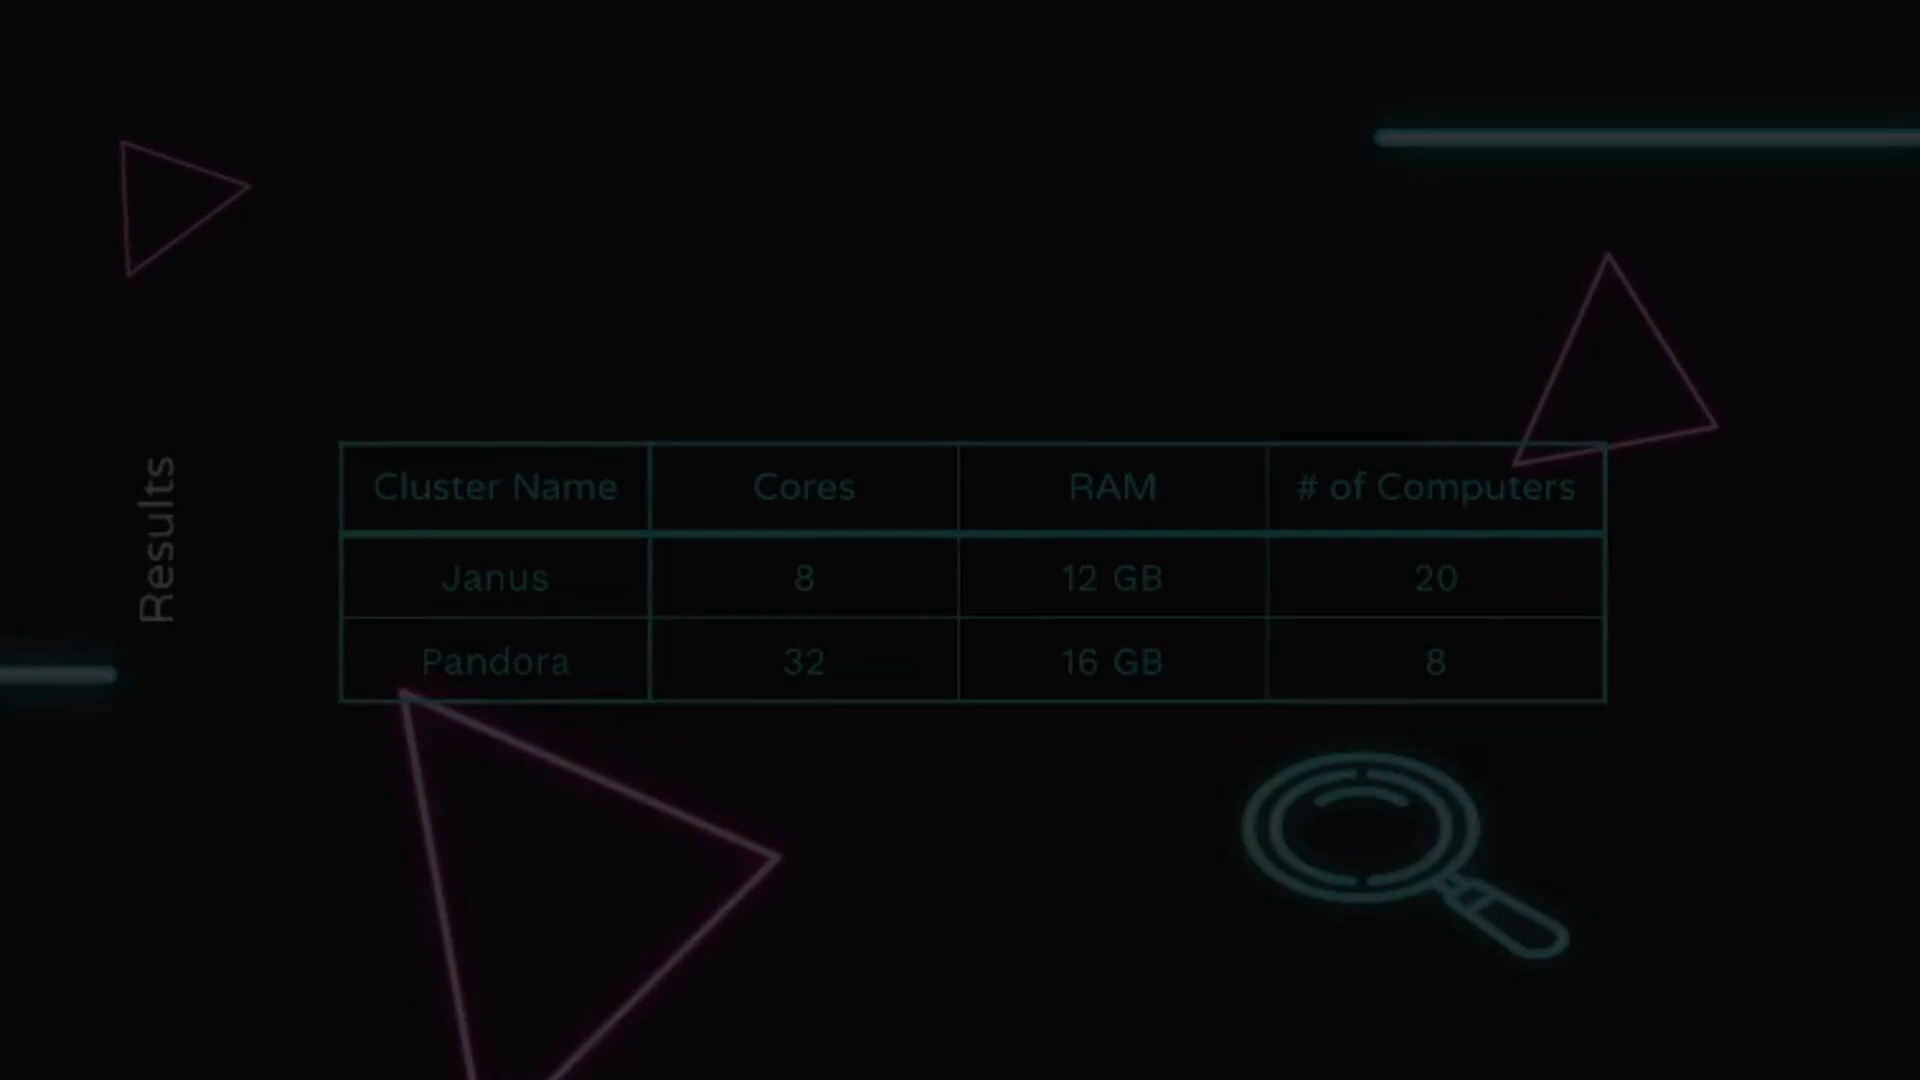 Results
Cluster Name Cores RAM # of Computers
Janus 8 12 GB 20
Pandora 32 16 GB 8